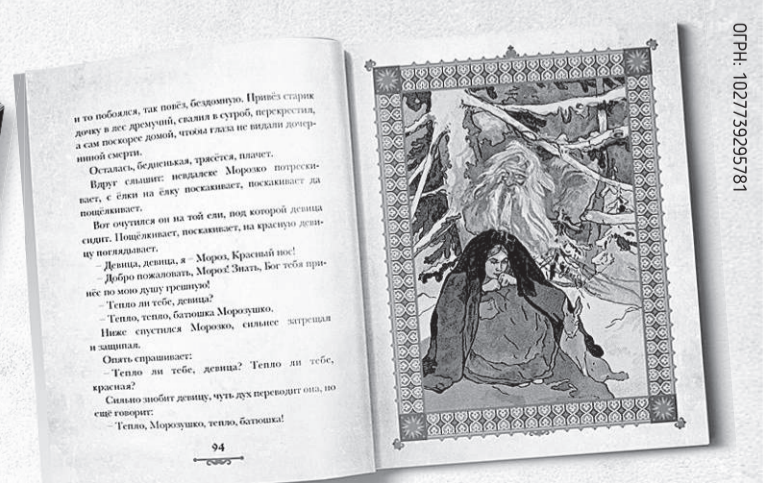 и то побоялся, так повёз, бездомную. Привёз старик
дочку в лес дремучий, свалил в сугроб, перекрестил,
а сам поскорее домой, чтобы глаза не видали дочер-
ниной смерти.
Осталась, бедненькая, трясётся, плачет.
Вдруг слышит: невдалеке Морозко потрески-
вает, с ёлки на ёлку поскакивает, поскакивает да
пощёлкивает.
Вот очутился он на той ели, под которой девица
сидит. Пощёлкивает, поскакивает, на красную деви-
цу поглядывает.
– Девица, девица, я – Мороз, Красный нос!
– Добро пожаловать, Мороз! Знать, Бог тебя при-
нёс по мою душу грешную!
– Тепло ли тебе, девица?
– Тепло, тепло, батюшка Морозушко.
Ниже спустился Морозко, сильнее затрещал
и защипал.
Опять спрашивает:
– Тепло ли тебе, девица? Тепло ли тебе,
красная?
Сильно знобит девицу, чуть дух переводит она, но
ещё говорит:
– Тепло, Морозушко, тепло, батюшка!
94
ОГРН: 1027739295781